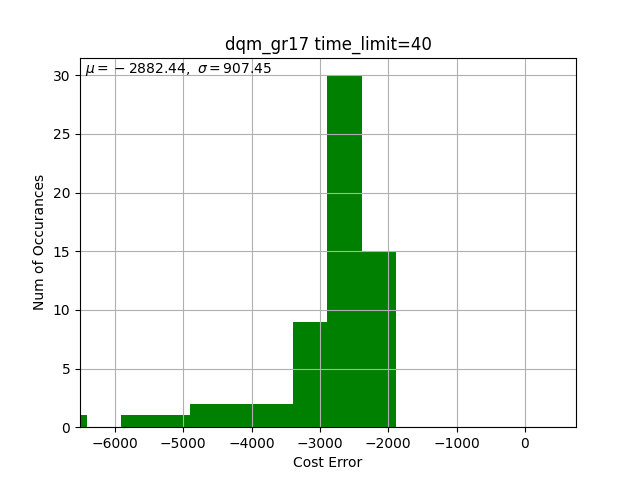 dqm_gr17 time_limit=40
μ = −2882.44, σ = 907.45
30
25
20
15
10
5
0
Num of Occurances
−6000 −5000 −4000 −3000 −2000 −1000 0
Cost Error